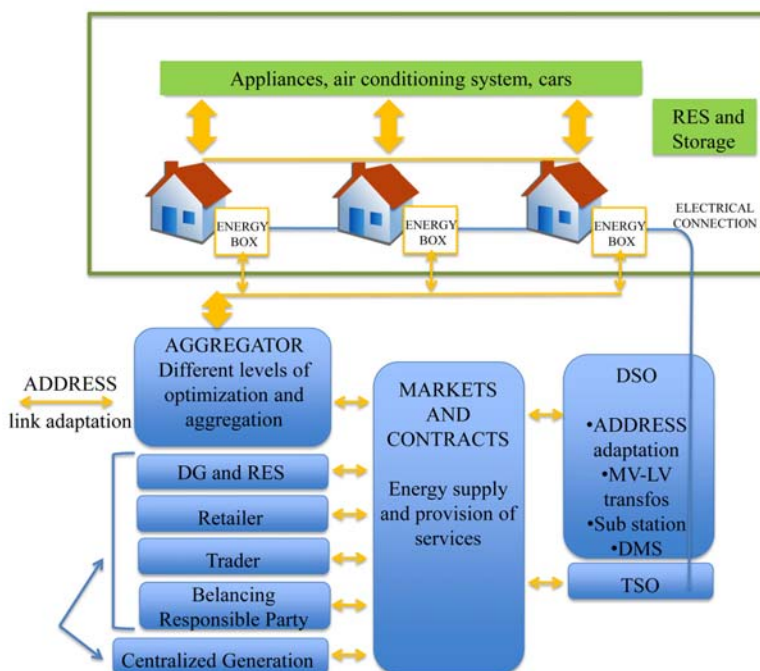 Appliances, air conditioning system, cars
RES and
Storage
ENERGY
BOX
ENERGY
BOX
ENERGY
BOX
ELECTRICAL
CONNECTION
ADDRESS
link adaptation
AGGREGATOR
Different levels of
optimization and
aggregation
DG and RES
Retailer
Trader
Belancing
Responsible Party
Centralized Generation
MARKETS
AND
CONTRACTS
Energy supply
and provision of
services
DSO
•ADDRESS
adaptation
•MV-LV
transfos
•Sub station
•DMS
TSO